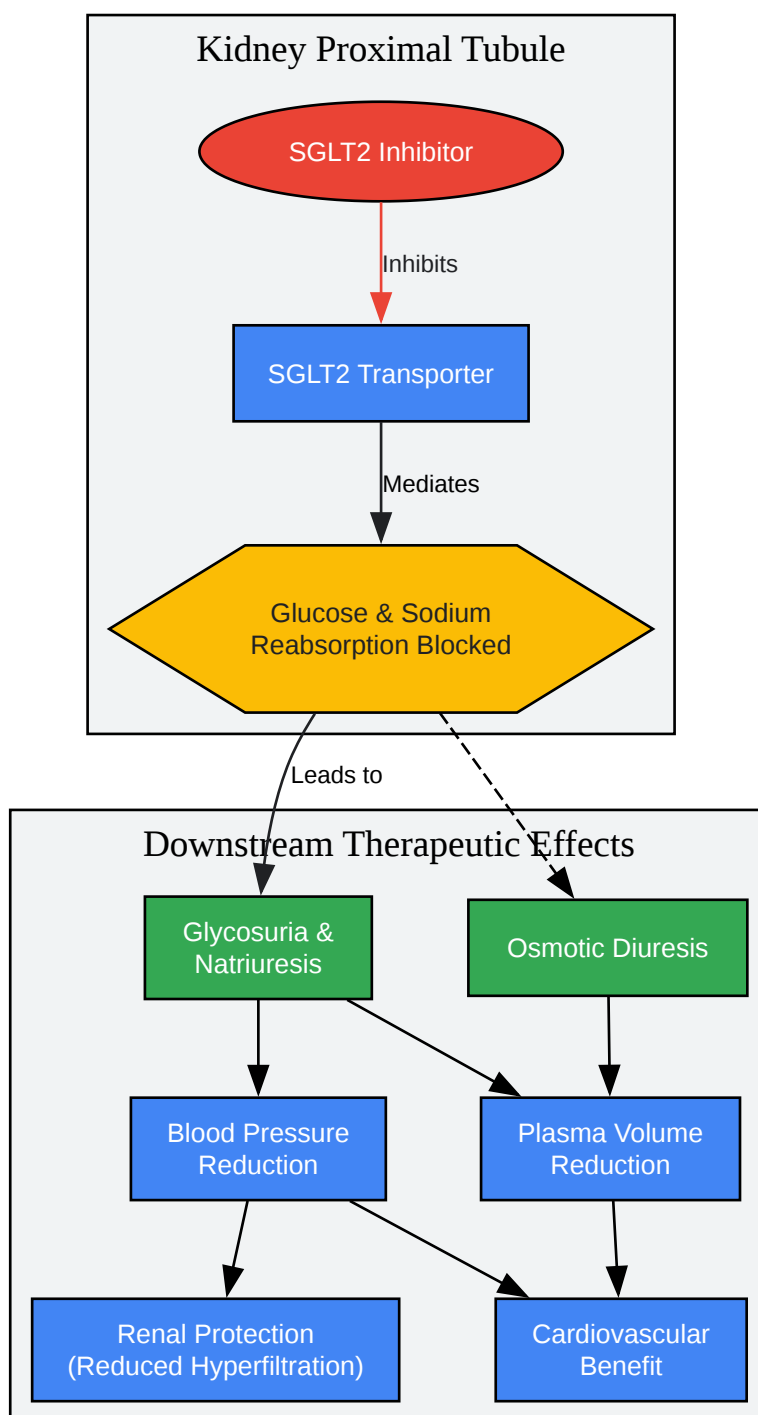 Kidney Proximal Tubule
SGLT2 Inhibitor
Inhibits
SGLT2 Transporter
Mediates
Glucose & Sodium
Reabsorption Blocked
Leads to
Downstream Therapeutic Effects
Glycosuria &
Natriuresis
Osmotic Diuresis
Blood Pressure
Reduction
Plasma Volume
Reduction
Renal Protection
(Reduced Hyperfiltration)
Cardiovascular
Benefit